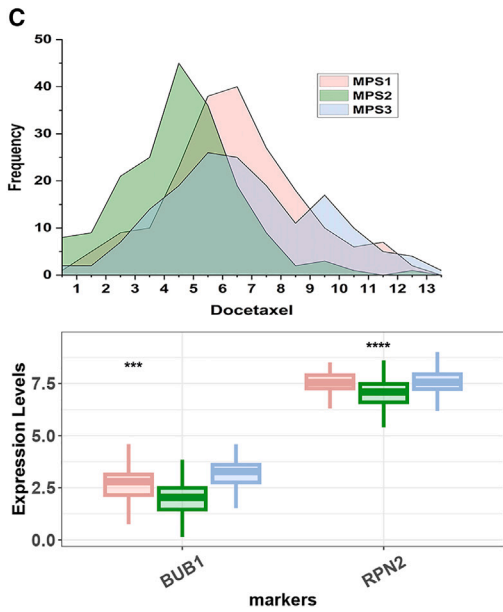 C
50
40
30
20
10
0
Frequency
MPS1
MPS2
MPS3
1 2 3 4 5 6 7 8 9 10 11 12 13
Docetaxel
Expression Levels
7.5
5.0
2.5
0.0
***
****
BUB1 RPN2
markers